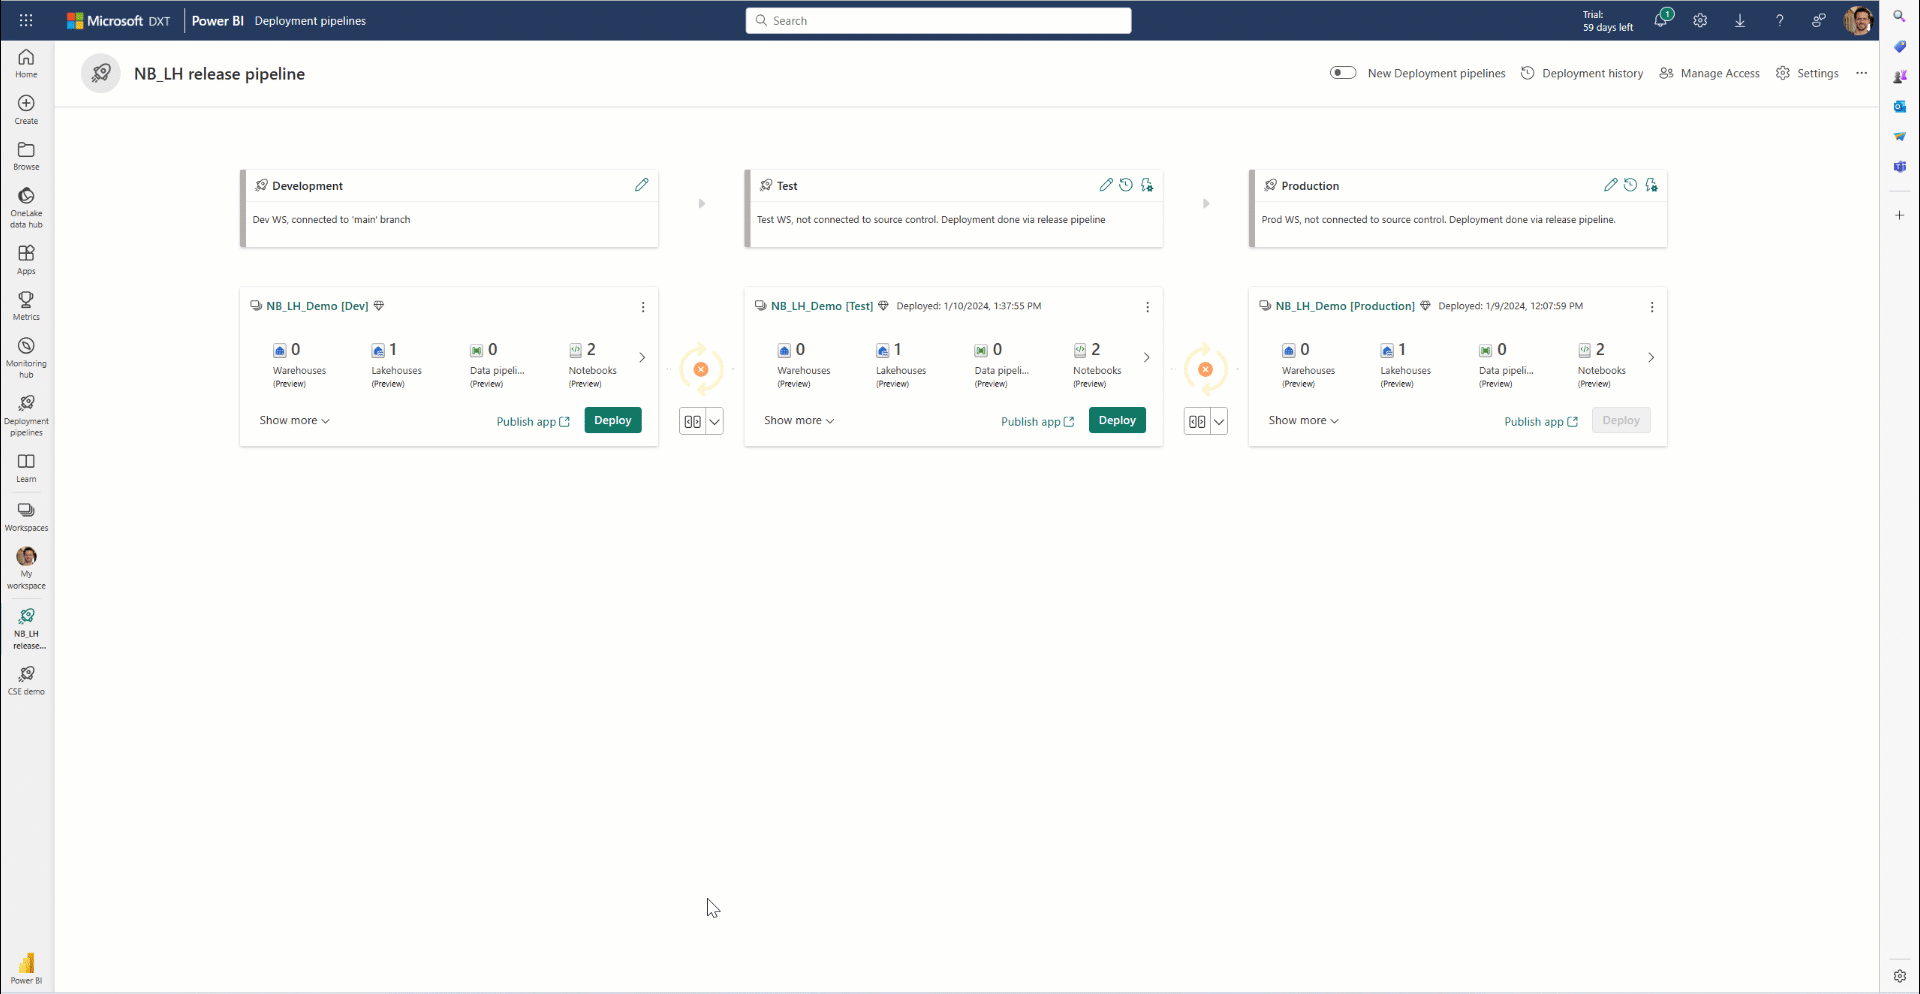 Microsoft DXT Power BI Deployment pipelines
Search
Trial:
59 days left
1
?
Home
Create
Browse
OneLake
data hub
Apps
Metrics
Monitoring
hub
Deployment
pipelines
Learn
Workspaces
My
workspace
NB_LH
release...
CSE demo
Power BI
NB_LH release pipeline
New Deployment pipelines
Deployment history
Manage Access
Settings
Development
Dev WS, connected to 'main' branch
Test
Test WS, not connected to source control. Deployment done via release pipeline
Production
Prod WS, not connected to source control. Deployment done via release pipeline.
NB_LH_Demo [Dev]
0
Warehouses
(Preview)
1
Lakehouses
(Preview)
0
Data pipeli...
(Preview)
2
Notebooks
(Preview)
Show more
Publish app
Deploy
NB_LH_Demo [Test] Deployed: 1/10/2024, 1:37:55 PM
0
Warehouses
(Preview)
1
Lakehouses
(Preview)
0
Data pipeli...
(Preview)
2
Notebooks
(Preview)
Show more
Publish app
Deploy
NB_LH_Demo [Production] Deployed: 1/9/2024, 12:07:59 PM
0
Warehouses
(Preview)
1
Lakehouses
(Preview)
0
Data pipeli...
(Preview)
2
Notebooks
(Preview)
Show more
Publish app
Deploy